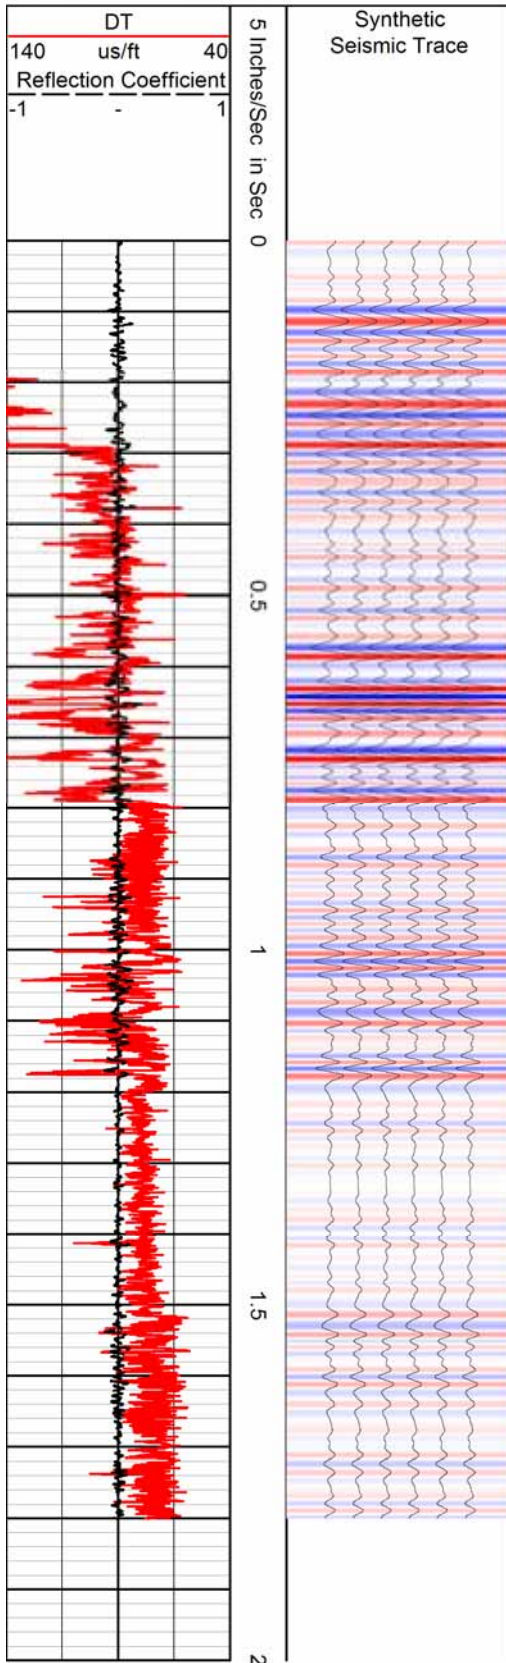 DT
140 us/ft 40
Reflection Coefficient
-1 - 1
5 Inches/Sec in Sec
Synthetic
Seismic Trace
0
0.5
1
1.5
2